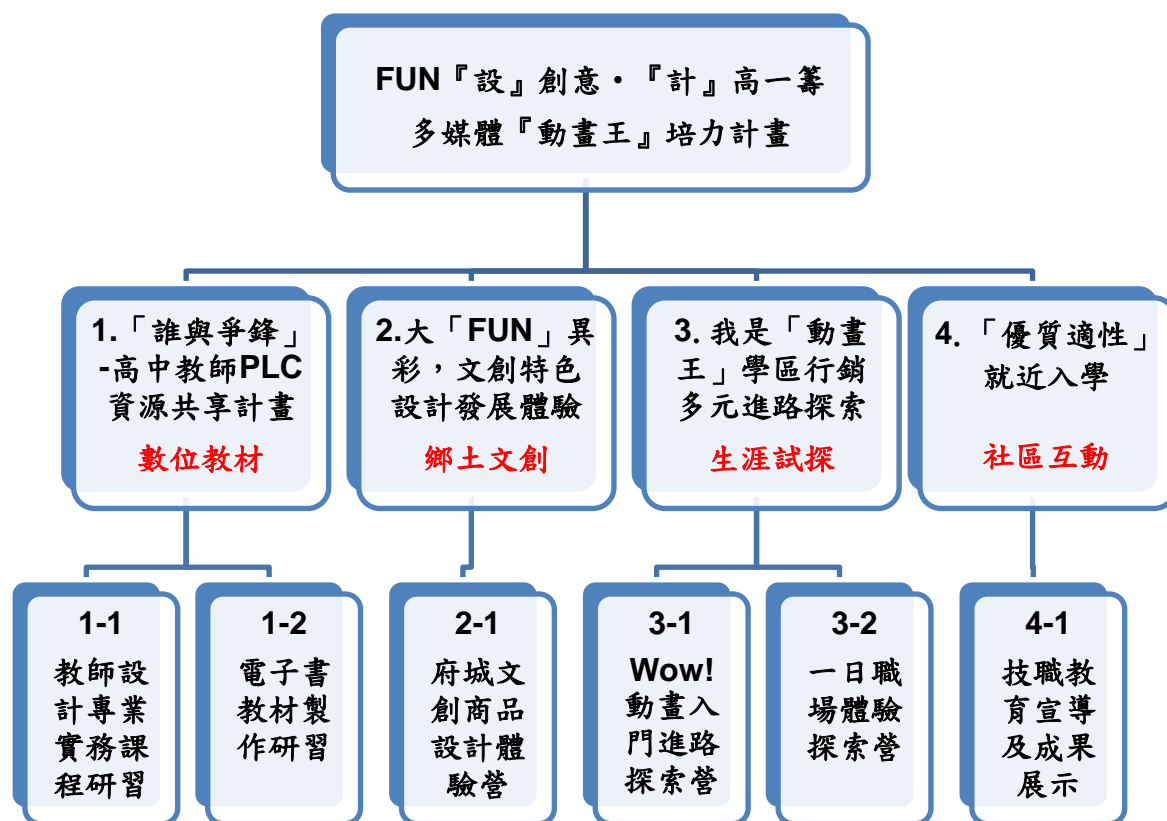 FUN『設』創意・『計』高一籌
多媒體『動畫王』培力計畫
1.「誰與爭鋒」
-高中教師PLC
資源共享計畫
數位教材
2.大「FUN」異
彩，文創特色
設計發展體驗
鄉土文創
3. 我是「動畫
王」學區行銷
多元進路探索
生涯試探
4. 「優質適性」
就近入學
社區互動
1-1
教師設
計專業
實務課
程研習
1-2
電子書
教材製
作研習
2-1
府城文
創商品
設計體
驗營
3-1
Wow!
動畫入
門進路
探索營
3-2
一日職
場體驗
探索營
4-1
技職教
育宣導
及成果
展示